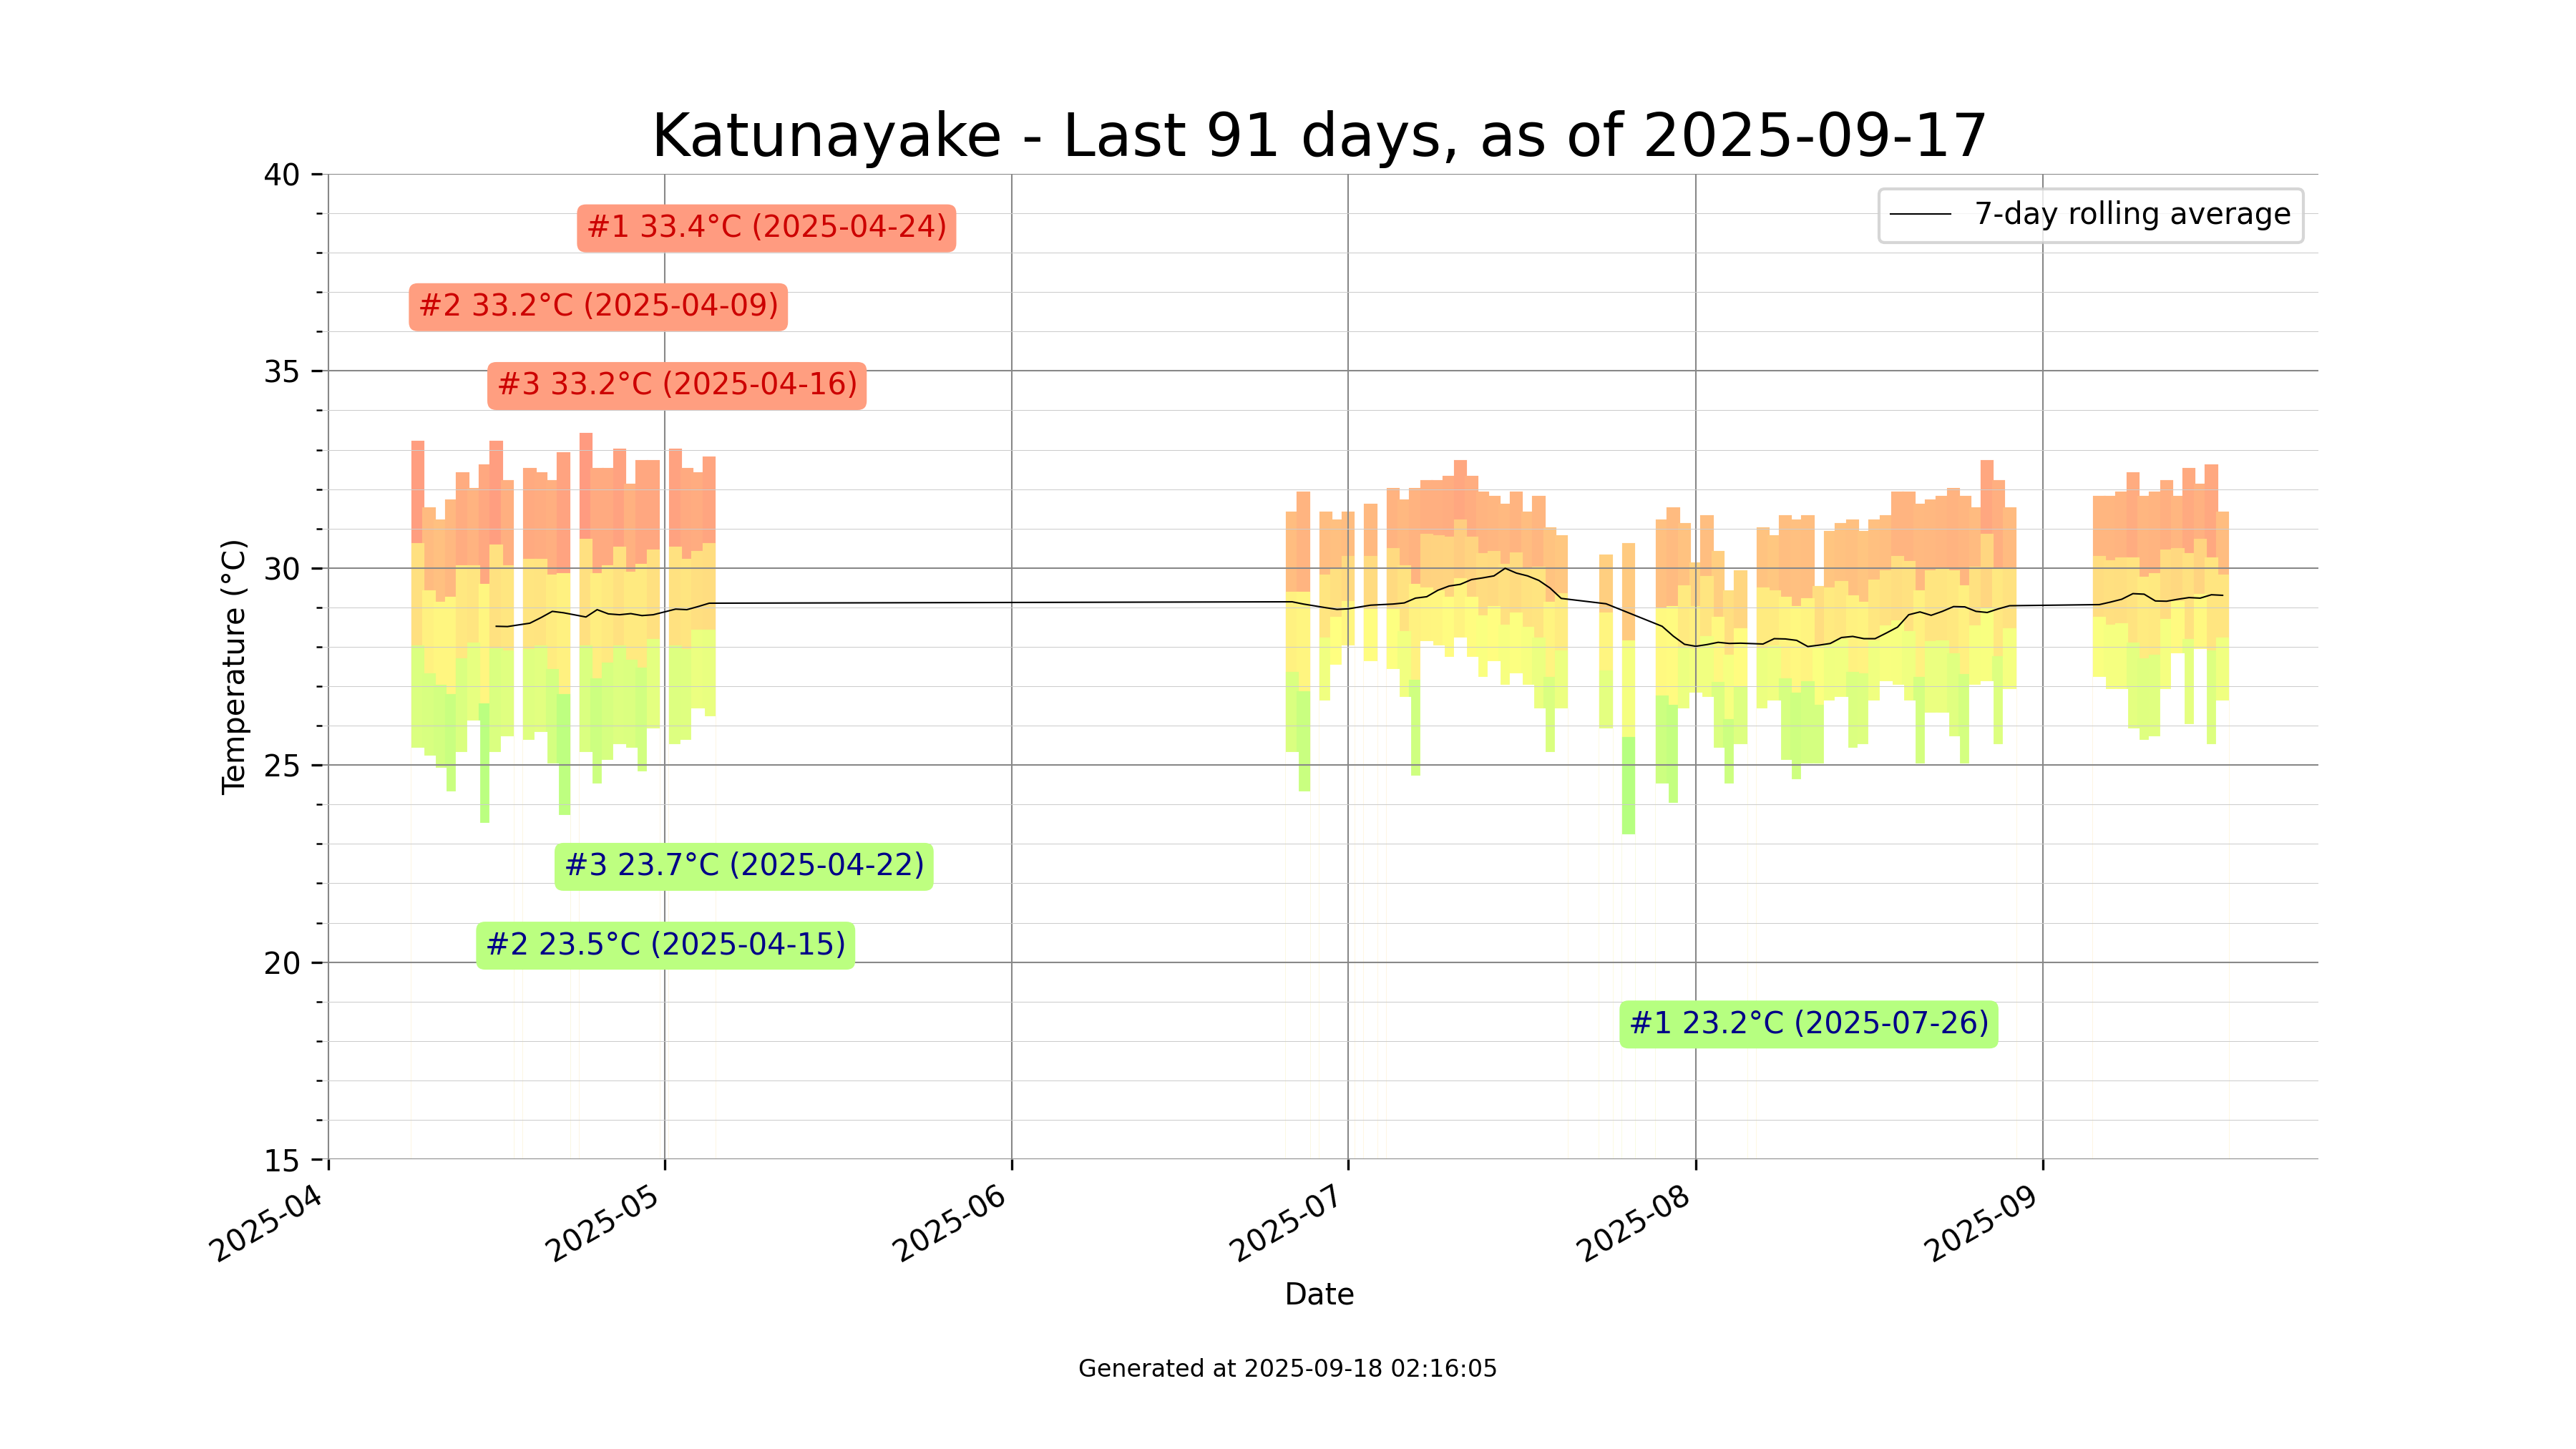 Katunayake - Last 91 days, as of 2025-09-17
7-day rolling average
#1 33.4°C (2025-04-24)
#2 33.2°C (2025-04-09)
#3 33.2°C (2025-04-16)
#3 23.7°C (2025-04-22)
#2 23.5°C (2025-04-15)
#1 23.2°C (2025-07-26)
Temperature (°C)
40
35
30
25
20
15
2025-04
2025-05
2025-06
2025-07
2025-08
2025-09
Date
Generated at 2025-09-18 02:16:05